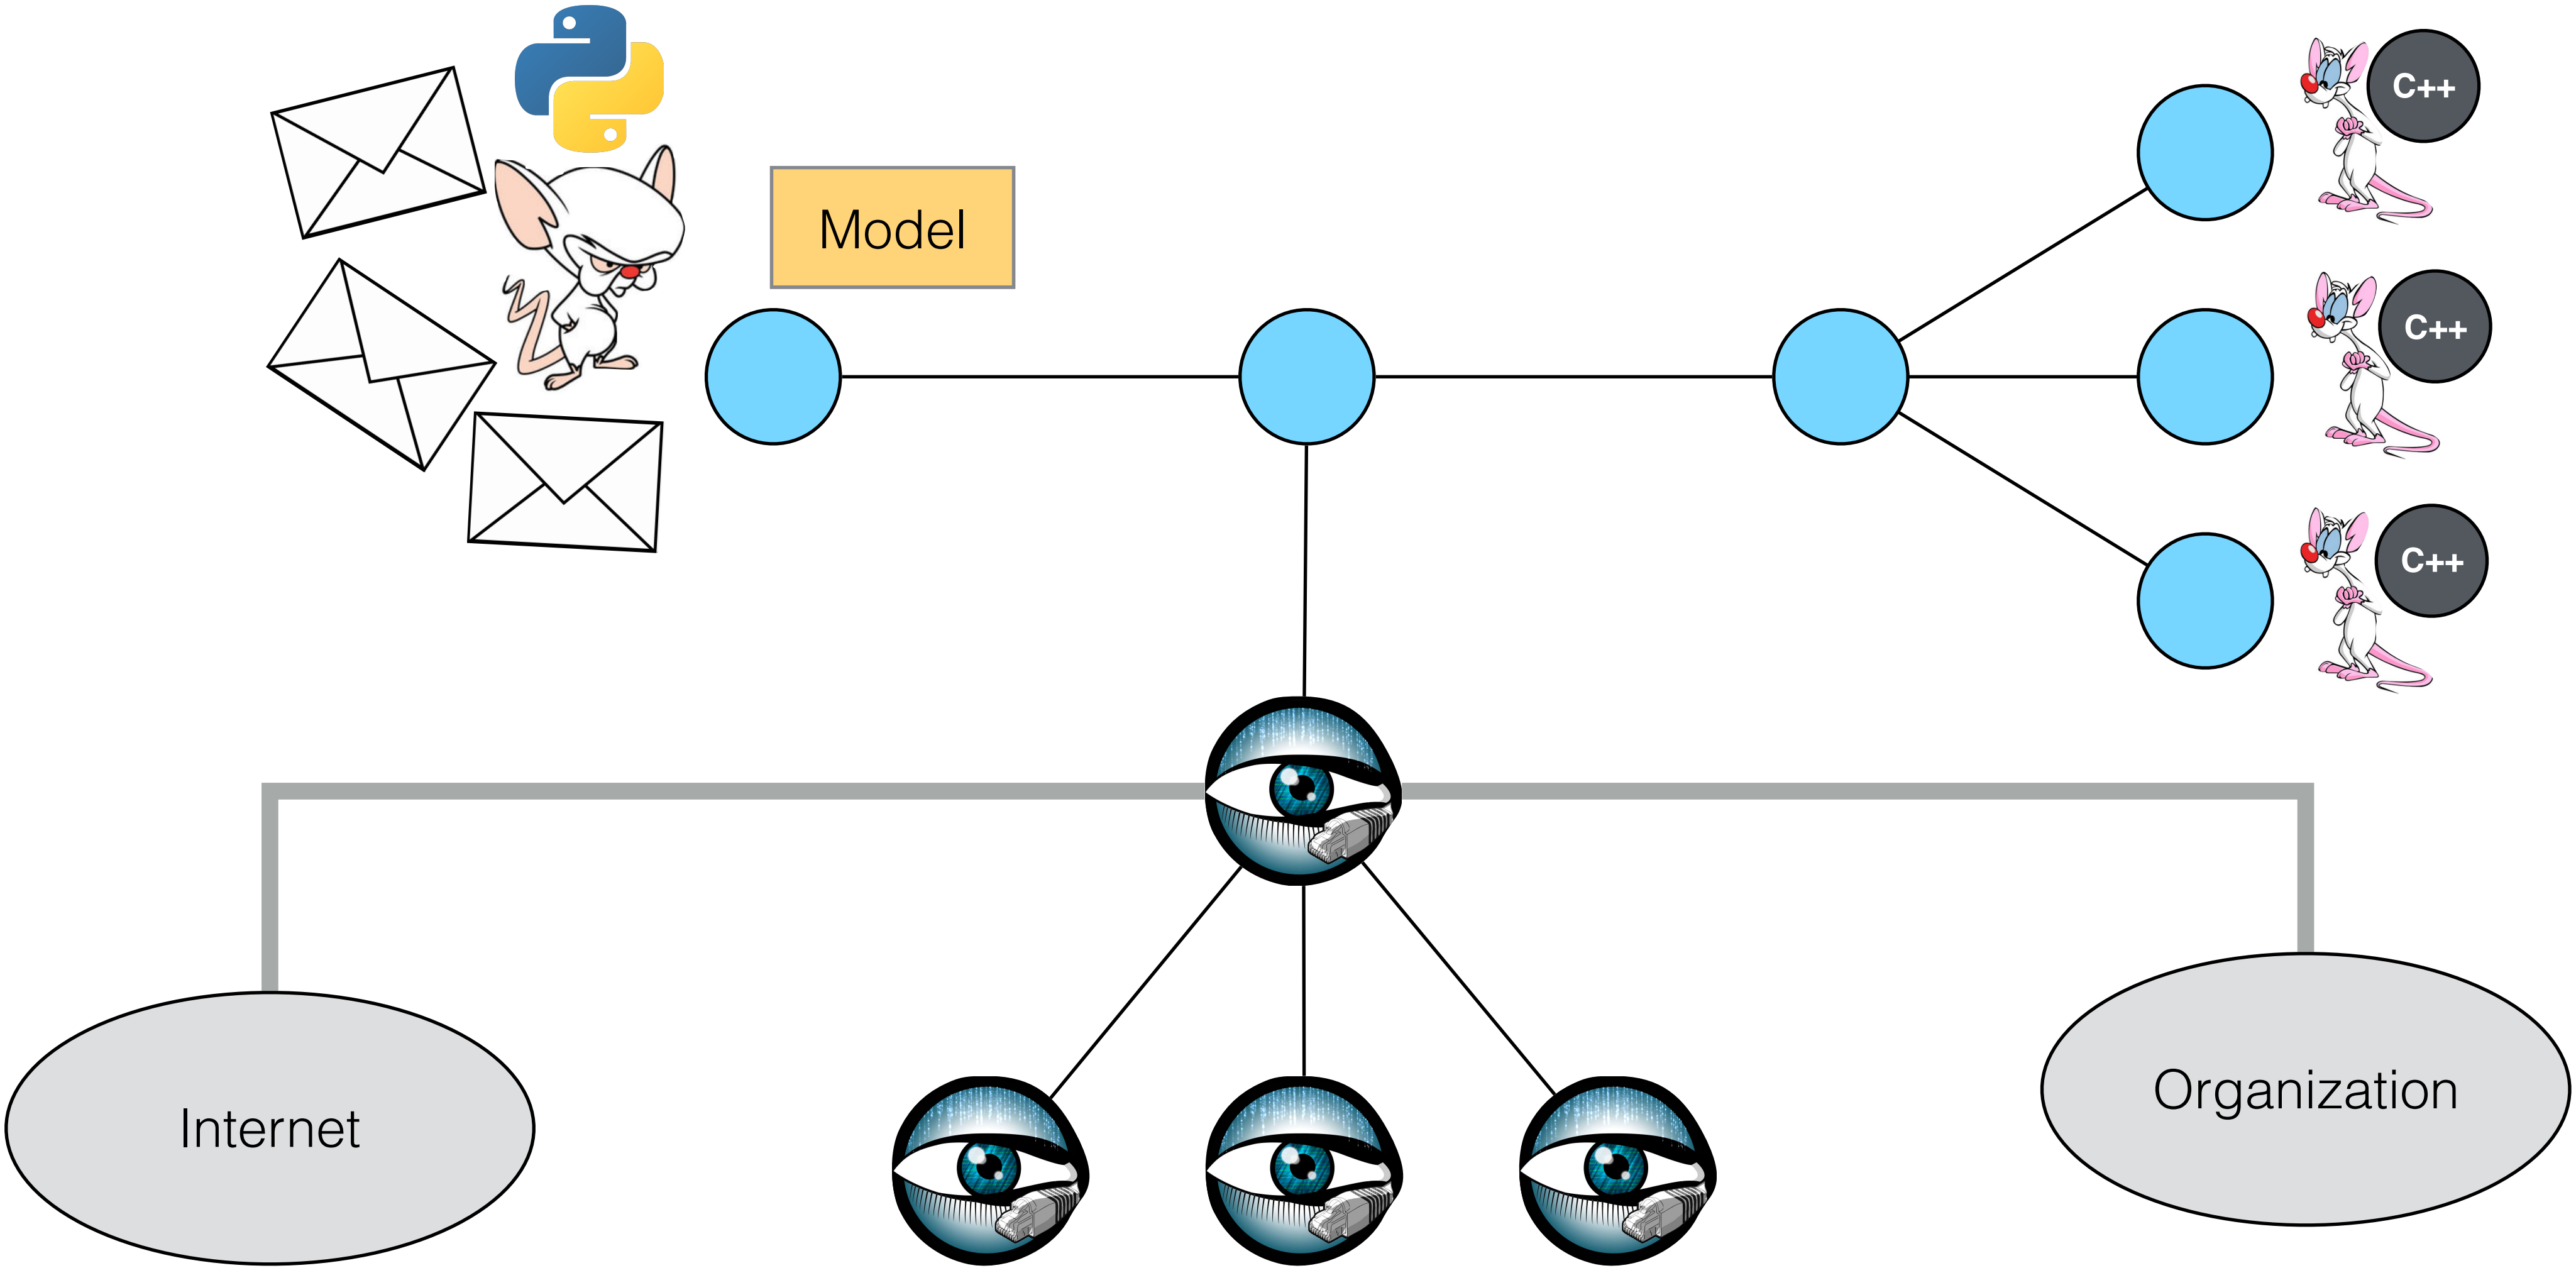 C++
Model
C++
C++
Organization
Internet